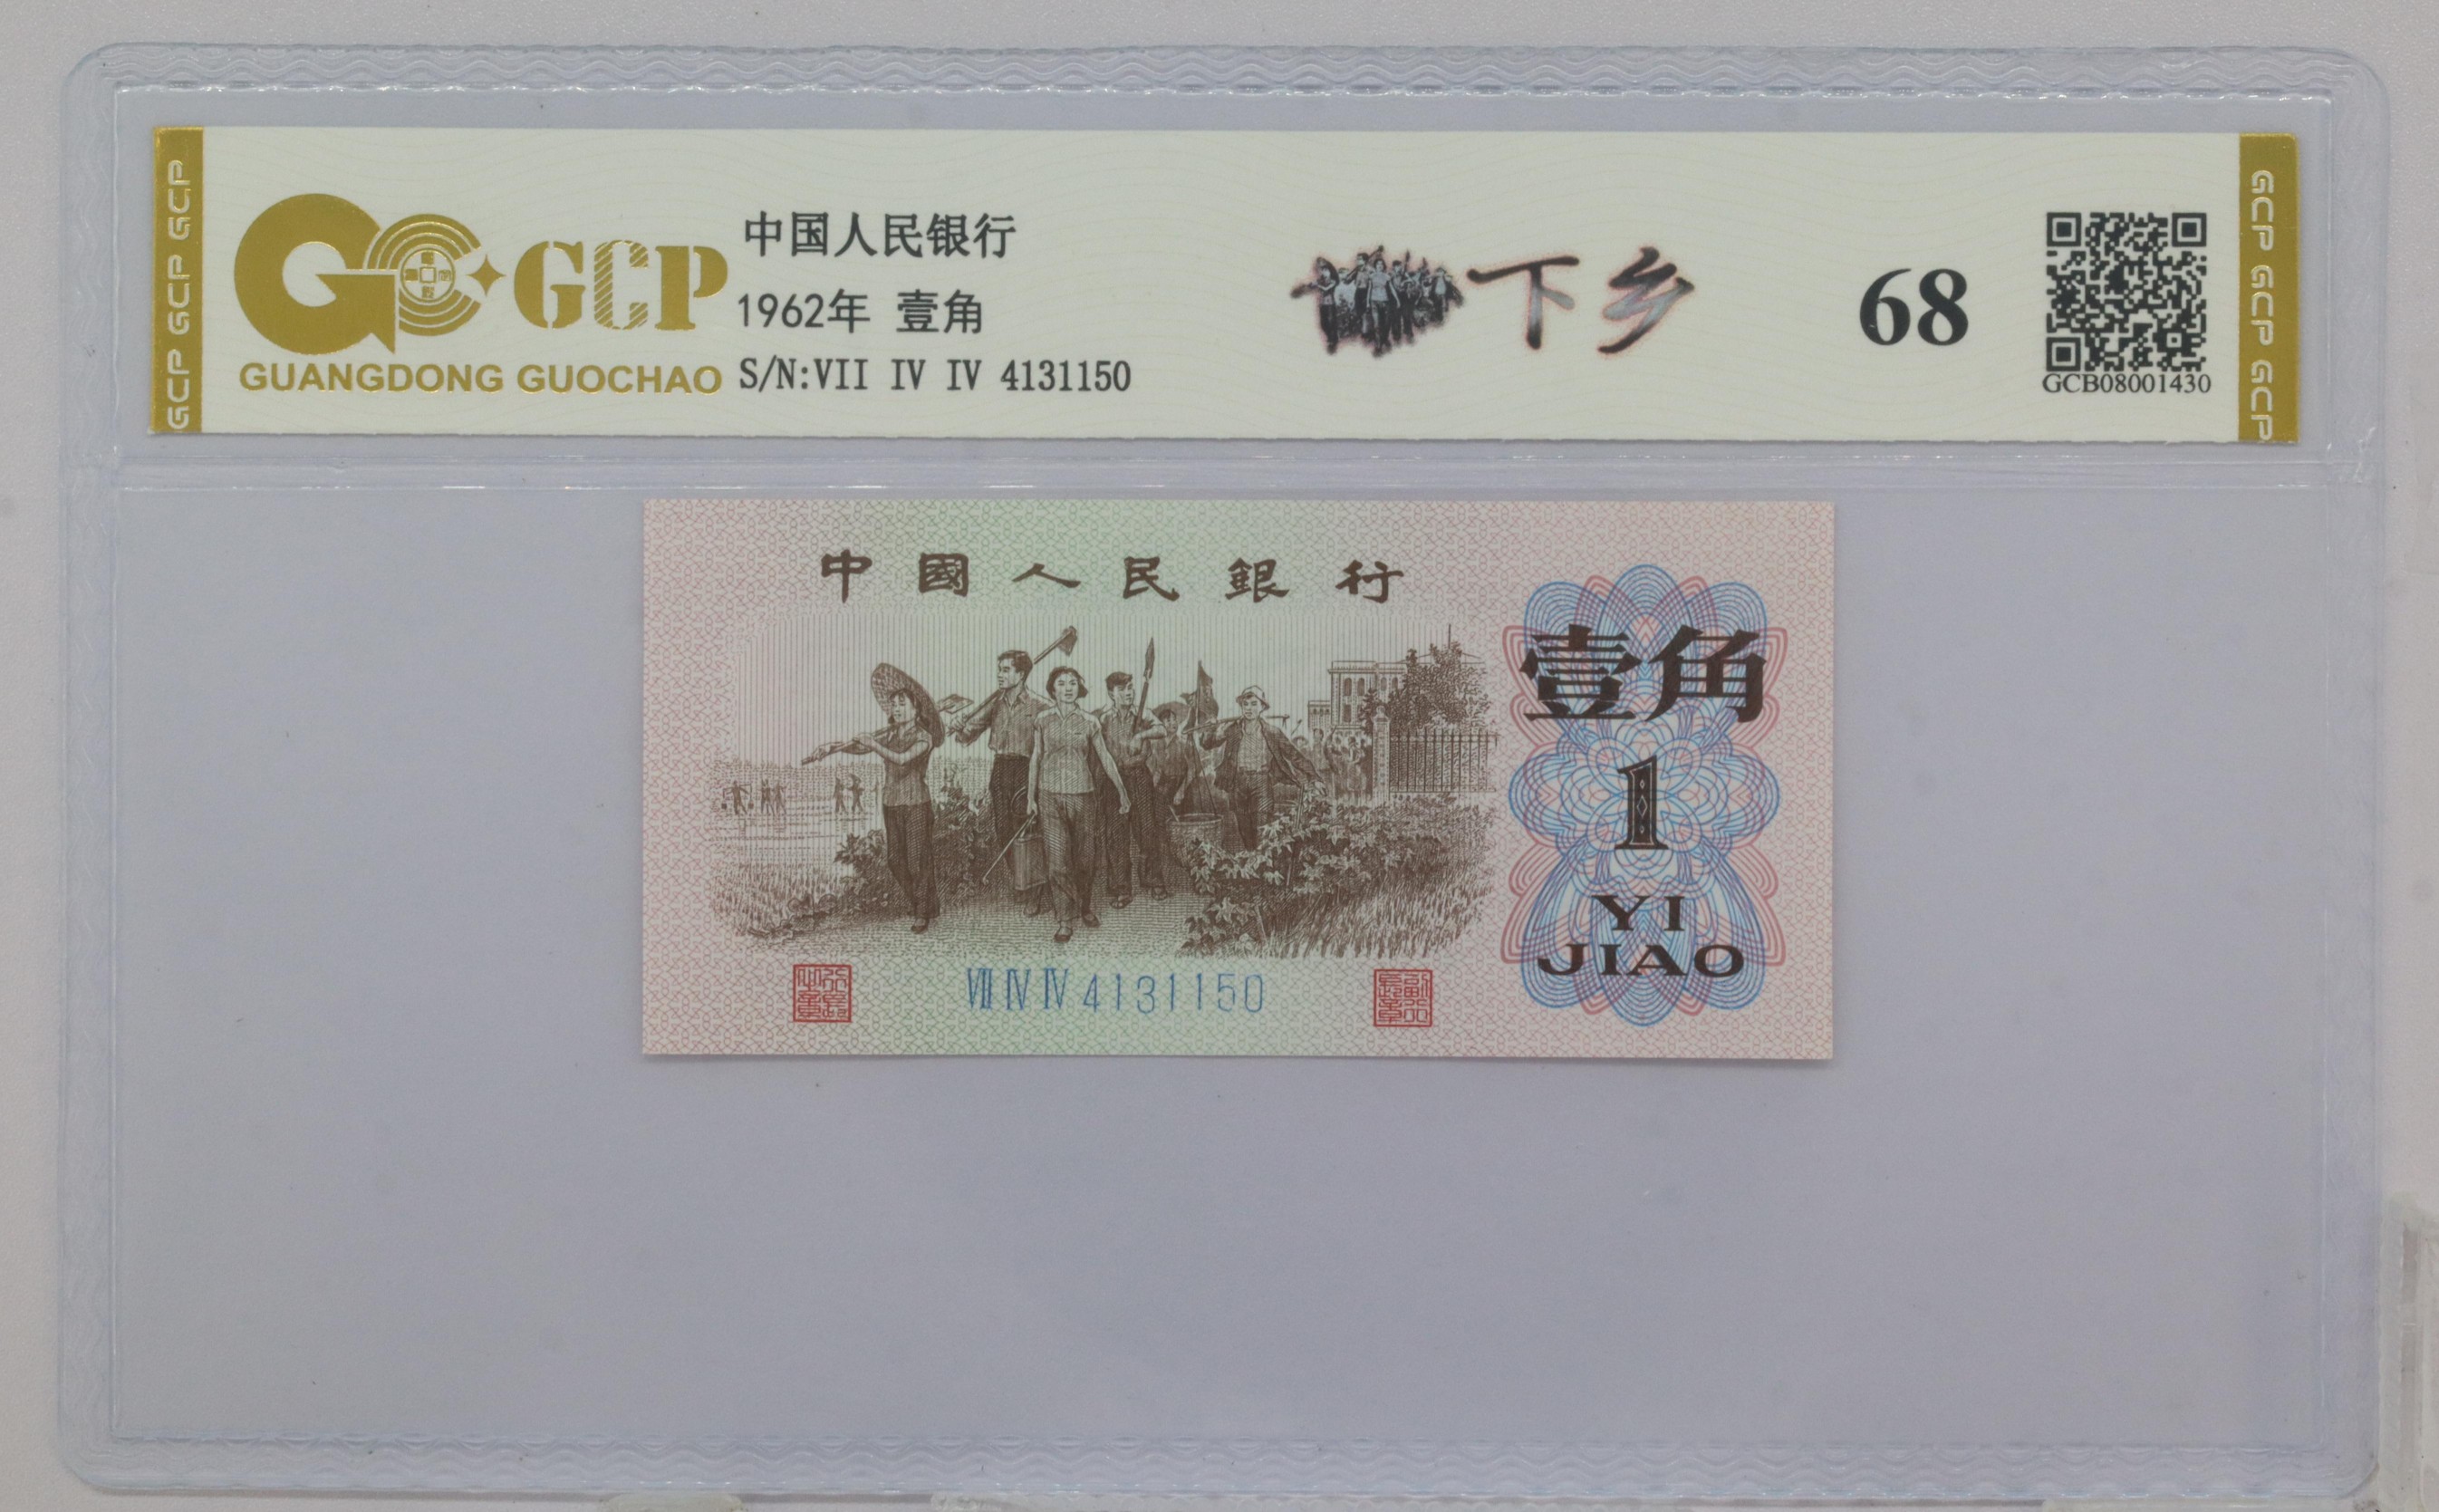 GCP GCP GCP
GCP
GUANGDONG GUOCHAO
中国人民银行
1962年 壹角
S/N:VII IV IV 4131150
下乡
68
GCB08001430
GCP GCP GCP
中國人民銀行
壹角
1
YI
JIAO
VII IV IV 4131150